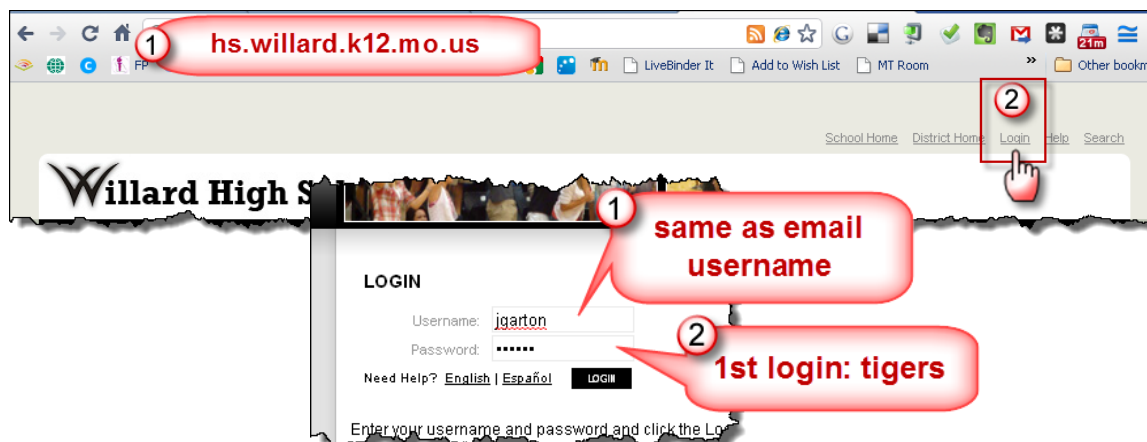 1
hs.willard.k12.mo.us
21m
FP
LiveBinder It
Add to Wish List
MT Room
»
Other bookm
2
School Home District Home Login Help Search
Willard High S
1
same as email
username
LOGIN
Username: jgarton
Password: ••••••
2
1st login: tigers
Need Help? English | Español LOGIN
Enter your username and password and click the Lo